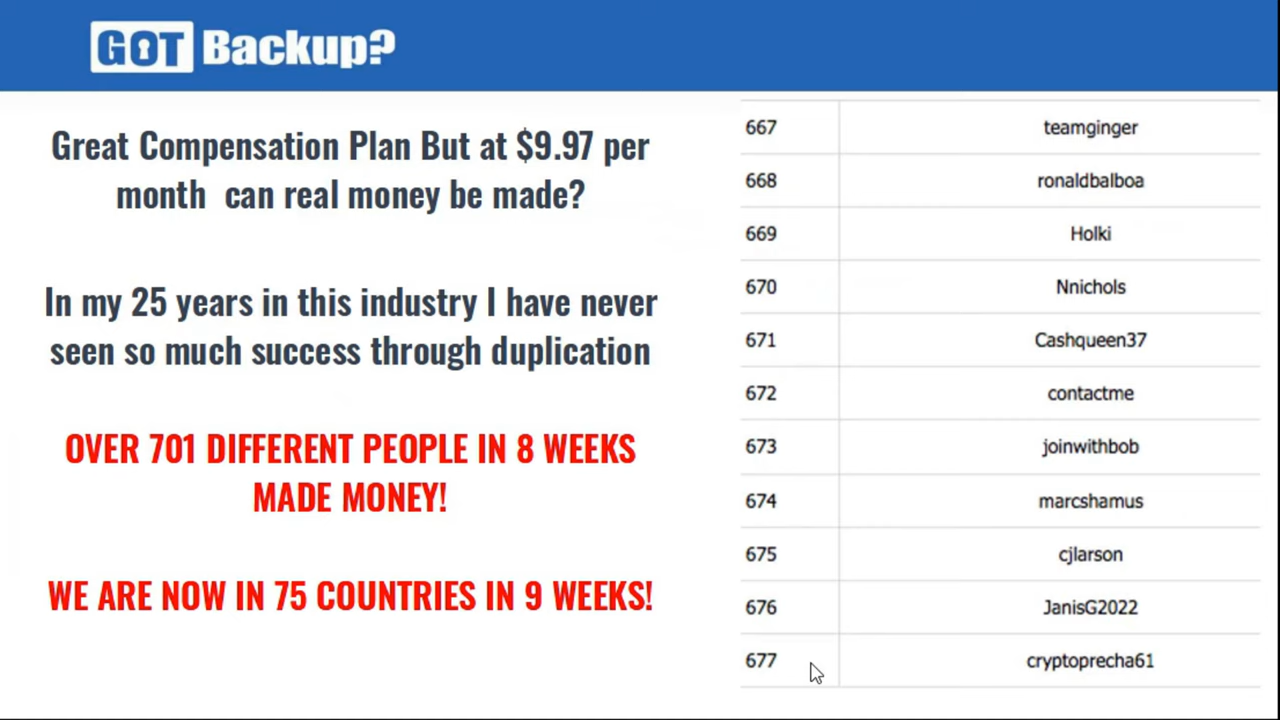 GOT Backup?
Great Compensation Plan But at $9.97 per
month can real money be made?
In my 25 years in this industry I have never
seen so much success through duplication
OVER 701 DIFFERENT PEOPLE IN 8 WEEKS
MADE MONEY!
WE ARE NOW IN 75 COUNTRIES IN 9 WEEKS!
667 teamginger
668 ronaldbalboa
669 Holki
670 Nnichols
671 Cashqueen37
672 contactme
673 joinwithbob
674 marcshamus
675 cjlarson
676 JanisG2022
677 cryptoprecha61